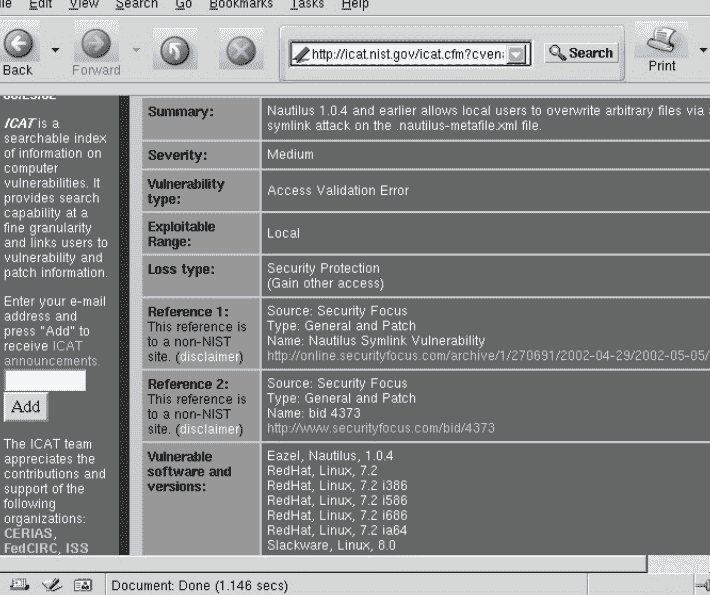 ile Edit View Search Go Bookmarks Tasks Help
Back Forward http://icat.nist.gov/icat.cfm?cven: Search Print
ICAT is a
searchable index
of information on
computer
vulnerabilities. It
provides search
capability at a
fine granularity
and links users to
vulnerability and
patch information.
Enter your e-mail
address and
press "Add" to
receive ICAT
announcements.
Add
The ICAT team
appreciates the
contributions and
support of the
following
organizations:
CERIAS,
FedCIRC, ISS
Summary:
Nautilus 1.0.4 and earlier allows local users to overwrite arbitrary files via
symlink attack on the .nautilus-metafile.xml file.
Severity:
Medium
Vulnerability
type:
Access Validation Error
Exploitable
Range:
Local
Loss type:
Security Protection
(Gain other access)
Reference 1:
This reference is
to a non-NIST
site. (disclaimer)
Source: Security Focus
Type: General and Patch
Name: Nautilus Symlink Vulnerability
http://online.securityfocus.com/archive/1/270691/2002-04-29/2002-05-05/
Reference 2:
This reference is
to a non-NIST
site. (disclaimer)
Source: Security Focus
Type: General and Patch
Name: bid 4373
http://www.securityfocus.com/bid/4373
Vulnerable
software and
versions:
Eazel, Nautilus, 1.0.4
RedHat, Linux, 7.2
RedHat, Linux, 7.2 i386
RedHat, Linux, 7.2 i586
RedHat, Linux, 7.2 i686
RedHat, Linux, 7.2 ia64
Slackware, Linux, 8.0
Document: Done (1.146 secs)